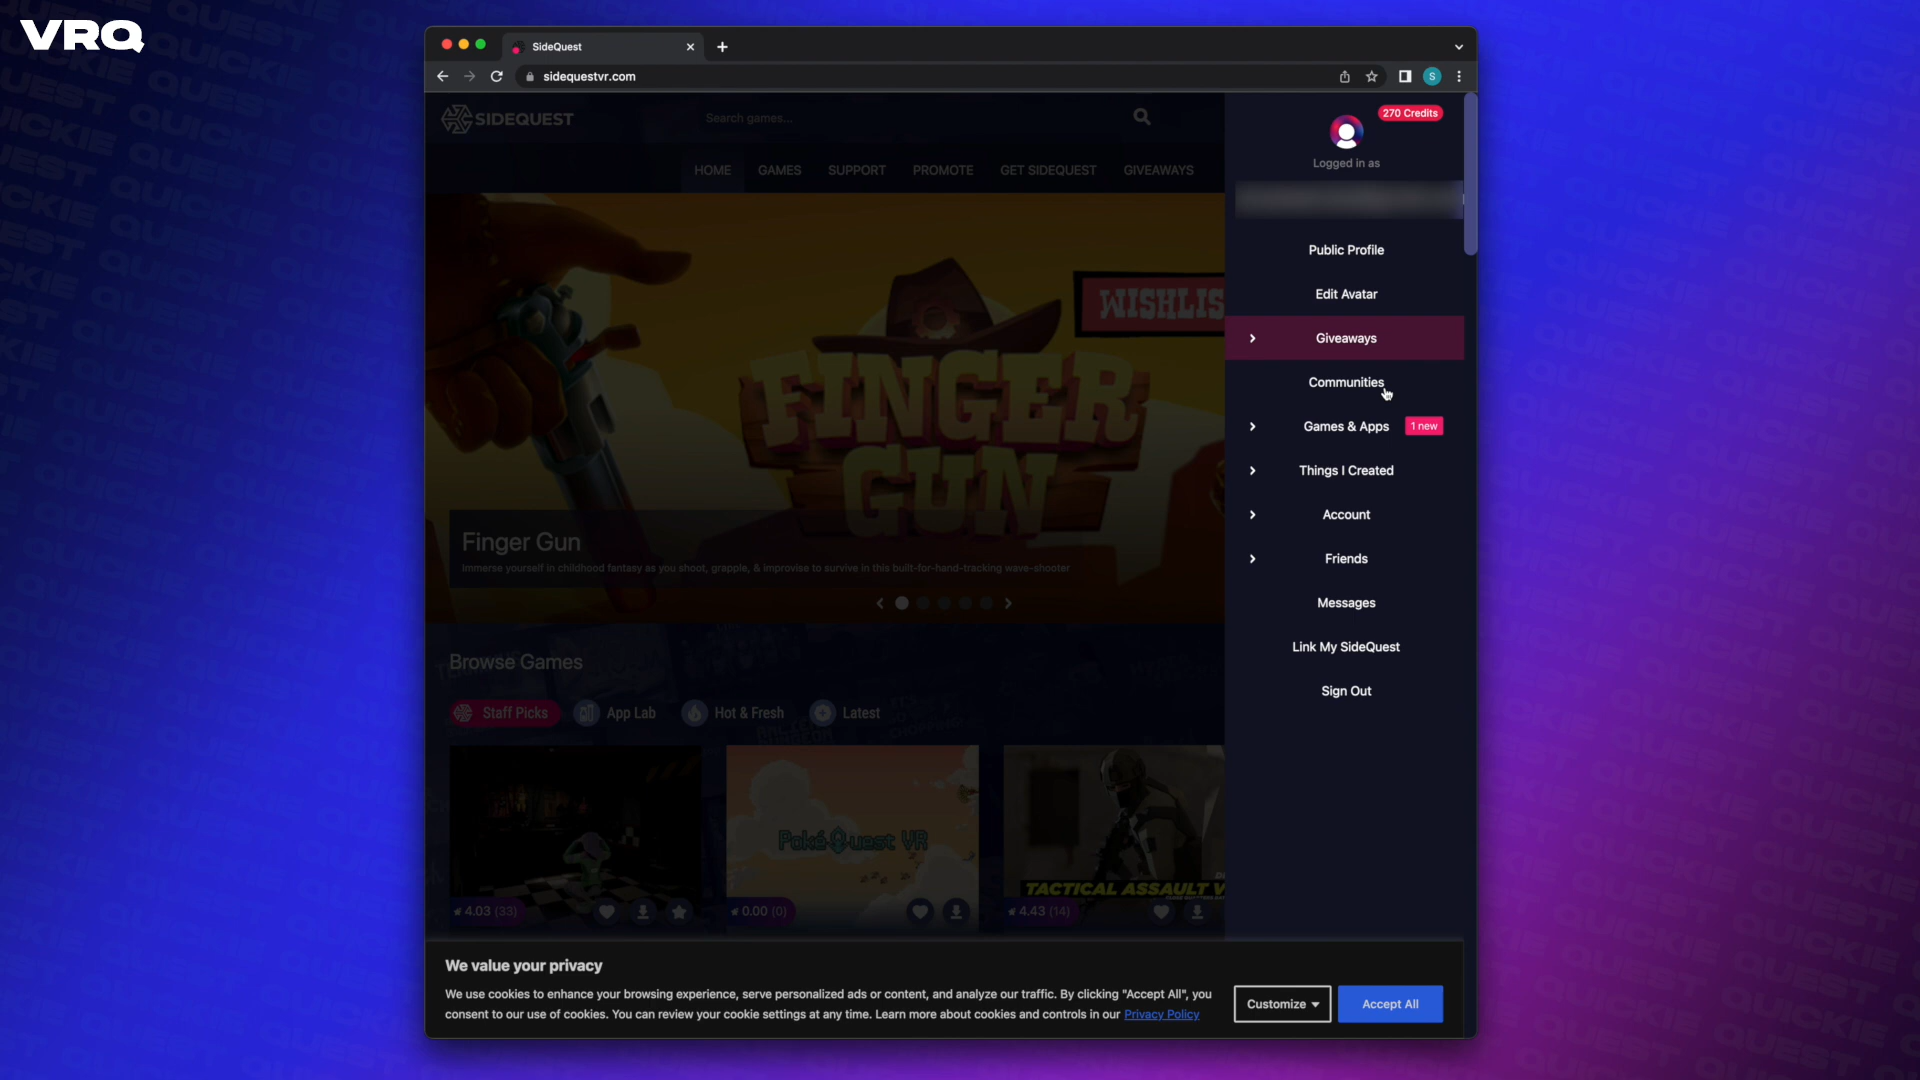 VRQ
SideQuest
sidequestvr.com
S
SIDEQUEST
Search games...
270 Credits
Logged in as
HOME
GAMES
SUPPORT
PROMOTE
GET SIDEQUEST
GIVEAWAYS
WISHLIS
FINGER
GUN
Finger Gun
Immerse yourself in childhood fantasy as you shoot, grapple, & improvise to survive in this built-for-hand-tracking wave-shooter
Public Profile
Edit Avatar
Giveaways
Communities
Games & Apps
1 new
Things I Created
Account
Friends
Messages
Link My SideQuest
Sign Out
Browse Games
Staff Picks
App Lab
Hot & Fresh
Latest
PokéQuest VR
TACTICAL ASSAULT V
4.03 (33)
0.00 (0)
4.43 (14)
We value your privacy
We use cookies to enhance your browsing experience, serve personalized ads or content, and analyze our traffic. By clicking "Accept All", you
consent to our use of cookies. You can review your cookie settings at any time. Learn more about cookies and controls in our Privacy Policy
Customize
Accept All